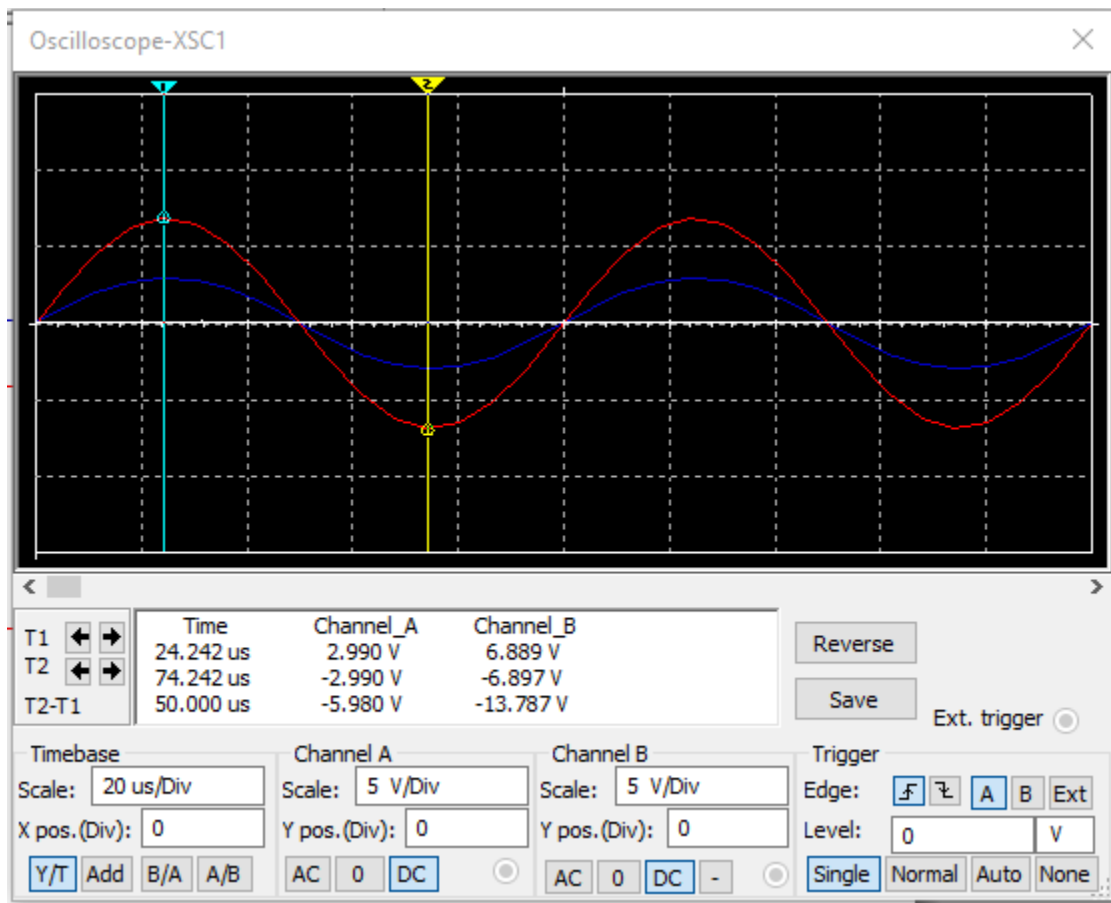 Oscilloscope-XSC1
1 2
T1
T2
T2-T1
Time Channel_A Channel_B
24.242 us 2.990 V 6.889 V
74.242 us -2.990 V -6.897 V
50.000 us -5.980 V -13.787 V
Reverse
Save
Ext. trigger
Timebase
Scale: 20 us/Div
X pos.(Div): 0
Y/T Add B/A A/B
Channel A
Scale: 5 V/Div
Y pos.(Div): 0
AC 0 DC
Channel B
Scale: 5 V/Div
Y pos.(Div): 0
AC 0 DC -
Trigger
Edge: A B Ext
Level: 0 V
Single Normal Auto None